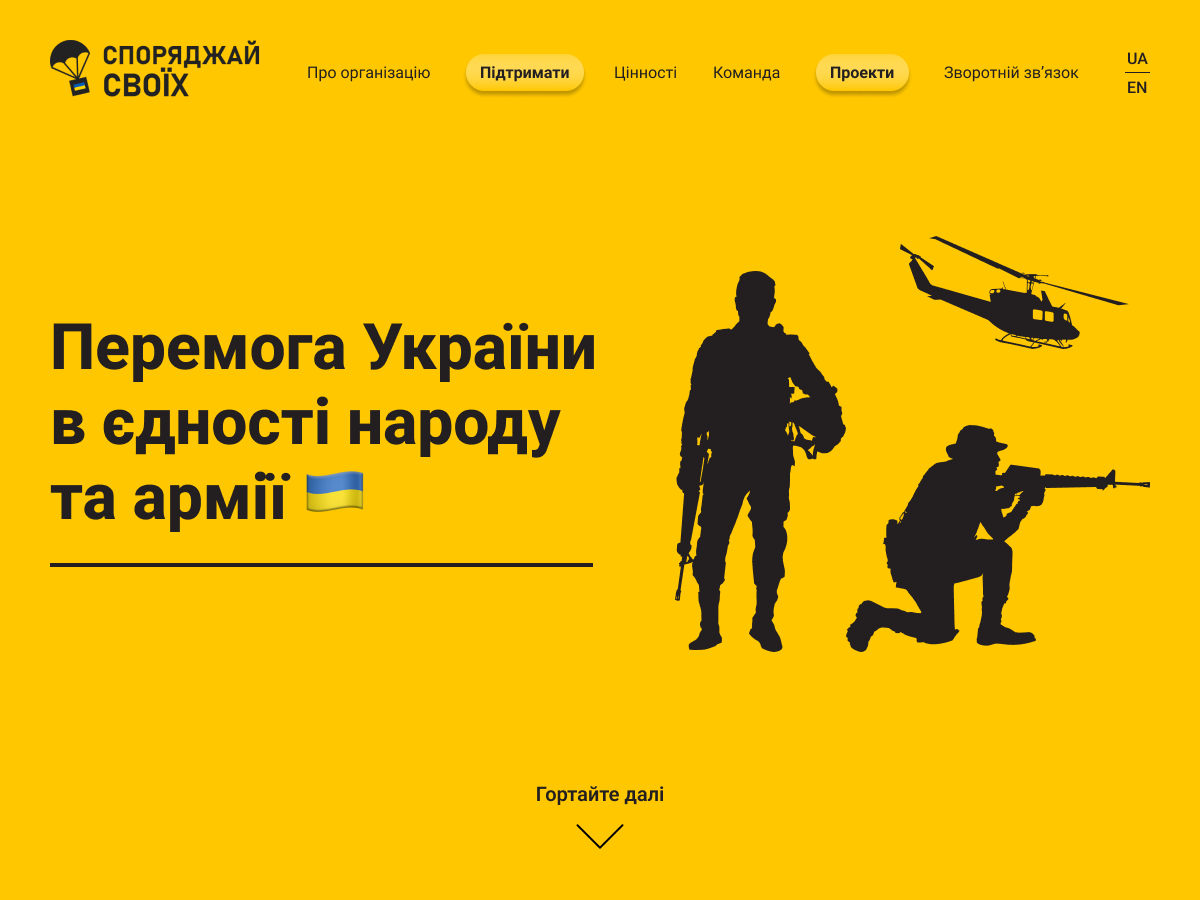 СПОРЯДЖАЙ
СВОЇХ
Про організацію
Підтримати
Цінності
Команда
Проекти
Зворотній зв’язок
UA
EN
Перемога України
в єдності народу
та армії 🇺🇦
Гортайте далі